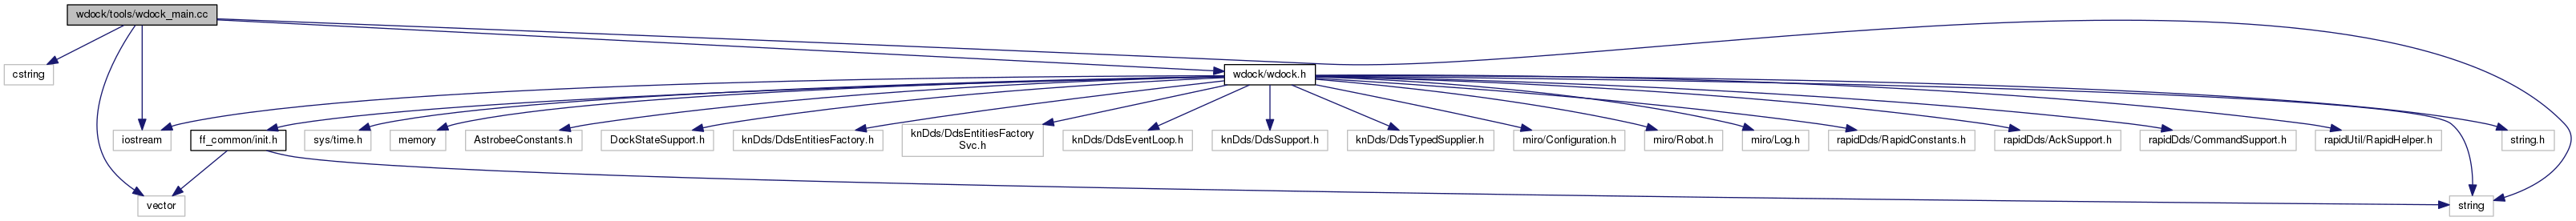 wdock/tools/wdock_main.cc
cstring
wdock/wdock.h
iostream
ff_common/init.h
sys/time.h
memory
AstrobeeConstants.h
DockStateSupport.h
knDds/DdsEntitiesFactory.h
knDds/DdsEntitiesFactory
Svc.h
knDds/DdsEventLoop.h
knDds/DdsSupport.h
knDds/DdsTypedSupplier.h
miro/Configuration.h
miro/Robot.h
miro/Log.h
rapidDds/RapidConstants.h
rapidDds/AckSupport.h
rapidDds/CommandSupport.h
rapidUtil/RapidHelper.h
string.h
vector
string